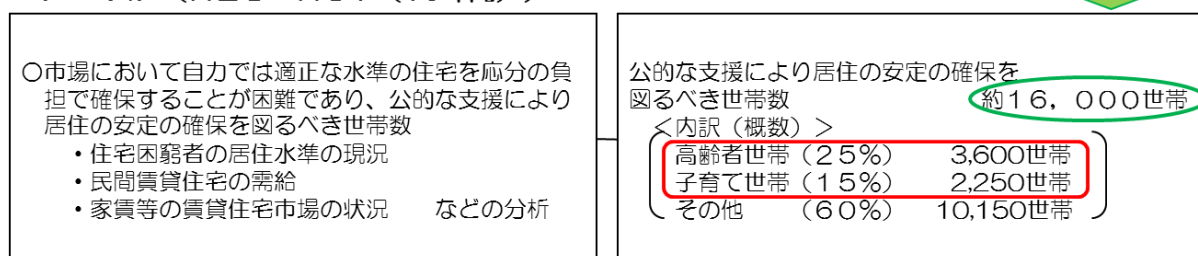 〇市場において自力では適正な水準の住宅を応分の負
担で確保することが困難であり、公的な支援により
居住の安定の確保を図るべき世帯数
・住宅困窮者の居住水準の現況
・民間賃貸住宅の需給
・家賃等の賃貸住宅市場の状況　などの分析
公的な支援により居住の安定の確保を
図るべき世帯数　約１６，０００世帯
＜内訳（概数）＞
高齢者世帯（２５％）　3,600世帯
子育て世帯（１５％）　2,250世帯
その他　（６０％）　10,150世帯